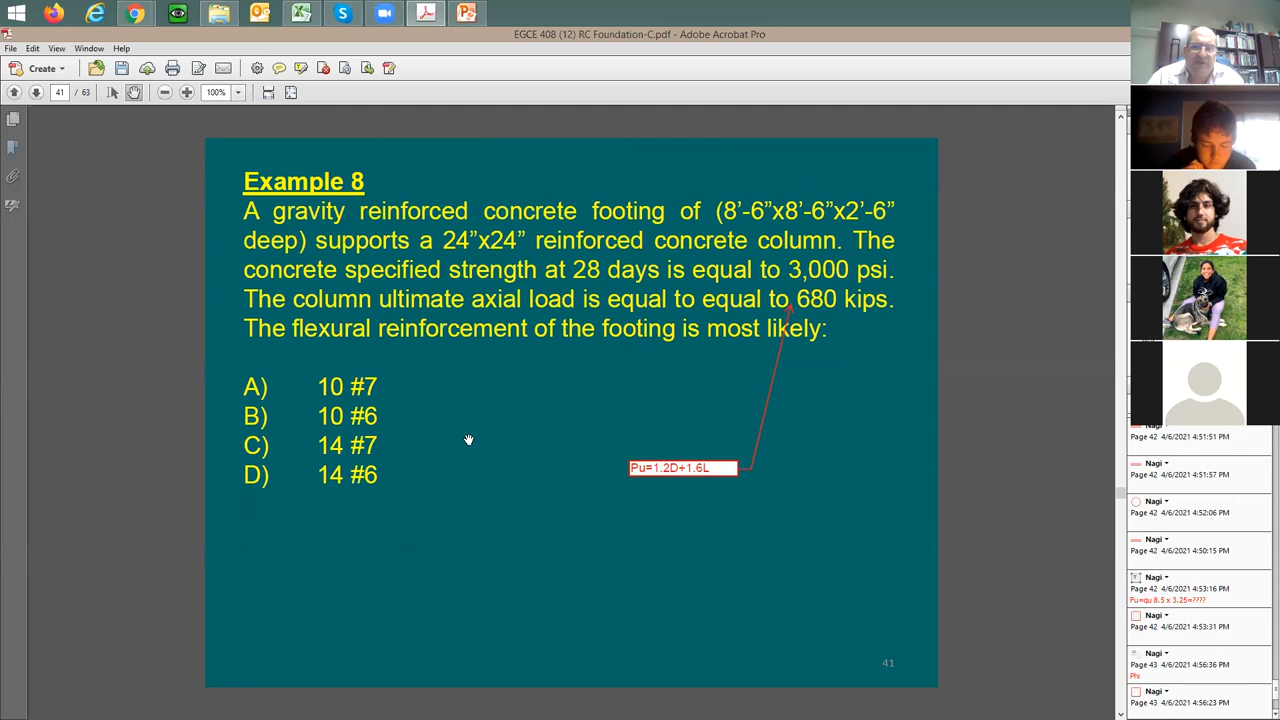 EGCE 408 (12) RC Foundation-C.pdf - Adobe Acrobat Pro
File Edit View Window Help
Create
41 / 63 100%
Example 8
A gravity reinforced concrete footing of (8’-6”x8’-6”x2’-6”
deep) supports a 24”x24” reinforced concrete column. The
concrete specified strength at 28 days is equal to 3,000 psi.
The column ultimate axial load is equal to equal to 680 kips.
The flexural reinforcement of the footing is most likely:
A) 10 #7
B) 10 #6
C) 14 #7
D) 14 #6
Pu=1.2D+1.6L
41
Page 42 4/6/2021 4:51:51 PM
Nagi
Page 42 4/6/2021 4:51:57 PM
Nagi
Page 42 4/6/2021 4:52:06 PM
Nagi
Page 42 4/6/2021 4:50:15 PM
Nagi
Page 42 4/6/2021 4:53:16 PM
Fu=qu 8.5 x 3.25=????
Nagi
Page 42 4/6/2021 4:53:31 PM
Nagi
Page 43 4/6/2021 4:56:36 PM
Phi
Nagi
Page 43 4/6/2021 4:56:23 PM